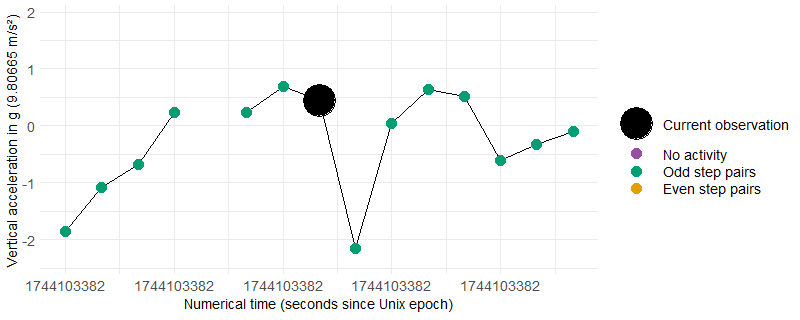 Vertical acceleration in g (9.80665 m/s²)
2
1
0
-1
-2
1744103382 1744103382 1744103382 1744103382 1744103382
Numerical time (seconds since Unix epoch)
Current observation
No activity
Odd step pairs
Even step pairs